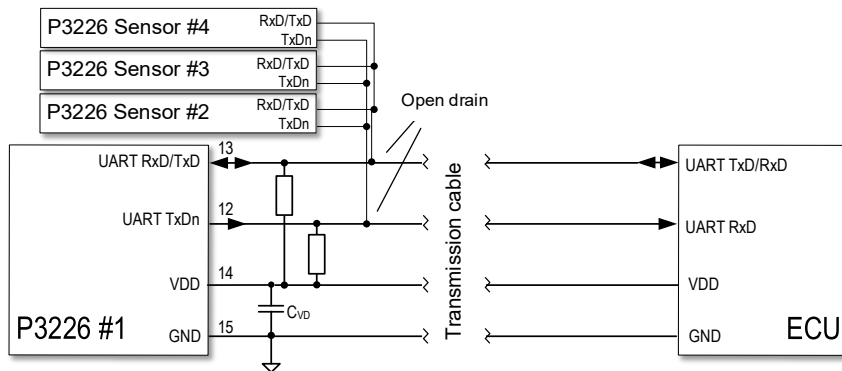 P3226 Sensor #4
RxD/TxD
TxDn
P3226 Sensor #3
RxD/TxD
TxDn
P3226 Sensor #2
RxD/TxD
TxDn
Open drain
13
UART RxD/TxD
UART TxD/RxD
12
UART TxDn
UART RxD
Transmission cable
14
VDD
VDD
CVD
15
P3226 #1
GND
GND
ECU